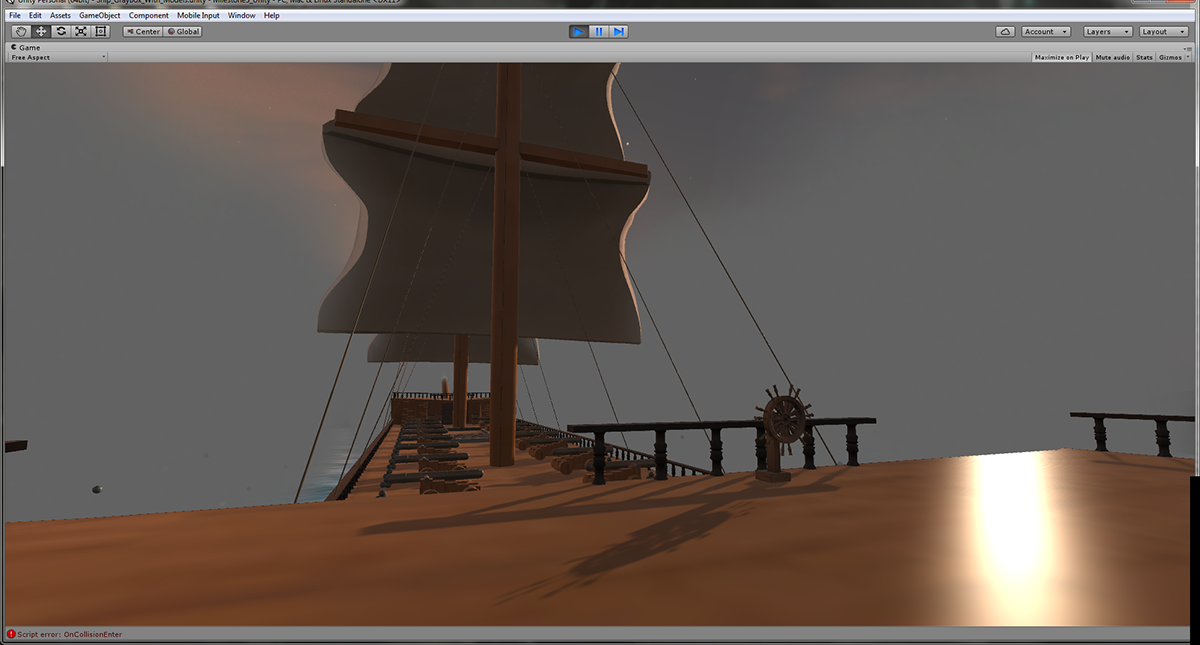 Unity Personal (64bit) - Ship_Graybox_With_Models.unity - Milestone3_Unity - PC, Mac & Linux Standalone <DX11>
File Edit Assets GameObject Component Mobile Input Window Help
Center Global Account Layers Layout
Game
Free Aspect Maximize on Play Mute audio Stats Gizmos
Script error: OnCollisionEnter